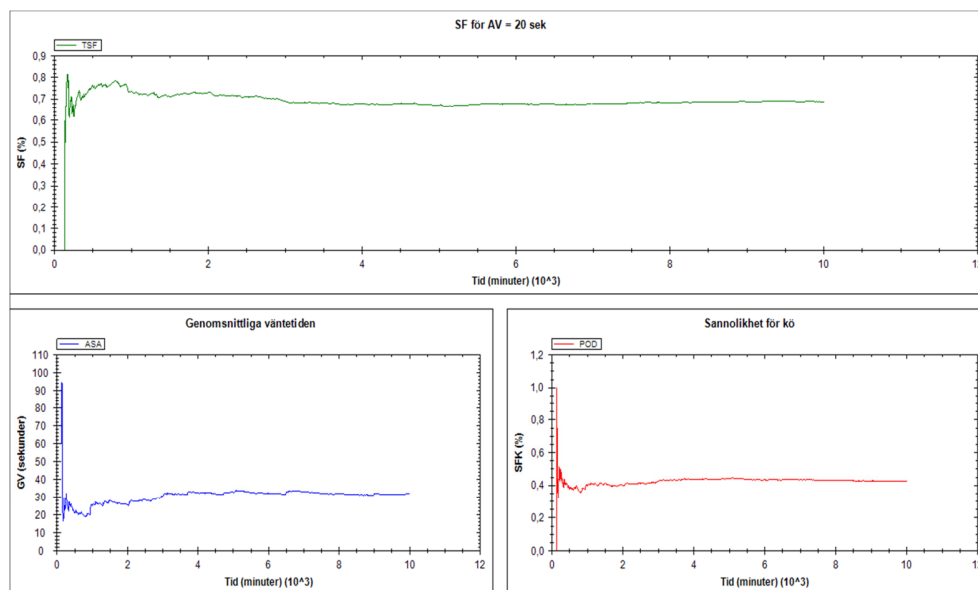 SF för AV = 20 sek
TSF
0,9
0,8
0,7
0,6
0,5
0,4
0,3
0,2
0,1
0,0
SF (%)
0 2 4 6 8 10 12
Tid (minuter) (10^3)
Genomsnittliga väntetiden
ASA
110
100
90
80
70
60
50
40
30
20
10
0
GV (sekunder)
0 2 4 6 8 10 12
Tid (minuter) (10^3)
Sannolikhet för kö
POD
1,2
1,0
0,8
0,6
0,4
0,2
0,0
SFK (%)
0 2 4 6 8 10 12
Tid (minuter) (10^3)